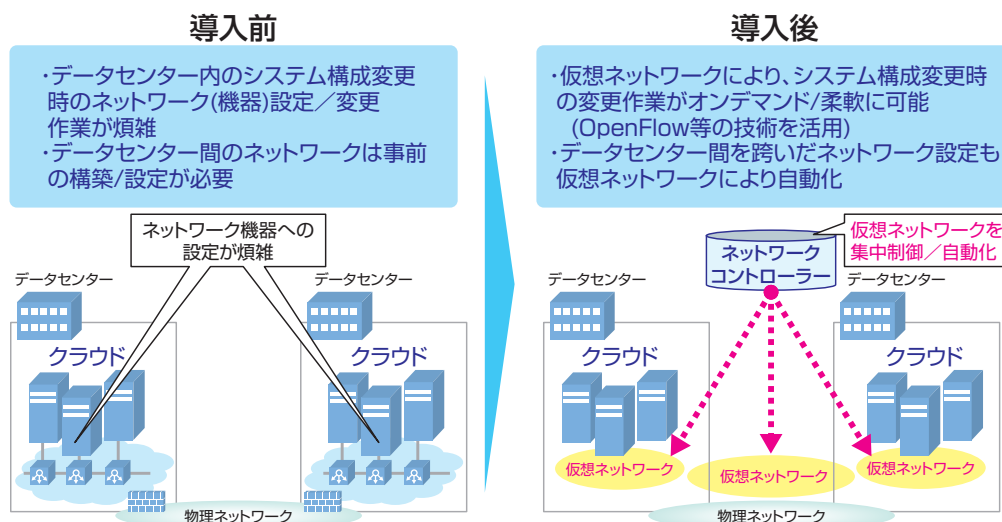 導入前
・データセンター内のシステム構成変更
時のネットワーク(機器)設定／変更
作業が煩雑
・データセンター間のネットワークは事前
の構築/設定が必要
ネットワーク機器への
設定が煩雑
データセンター
データセンター
クラウド
クラウド
物理ネットワーク
導入後
・仮想ネットワークにより、システム構成変更時
の変更作業がオンデマンド/柔軟に可能
(OpenFlow等の技術を活用)
・データセンター間を跨いだネットワーク設定も
仮想ネットワークにより自動化
仮想ネットワークを
集中制御／自動化
ネットワーク
コントローラー
データセンター
データセンター
クラウド
クラウド
仮想ネットワーク
仮想ネットワーク
仮想ネットワーク
物理ネットワーク